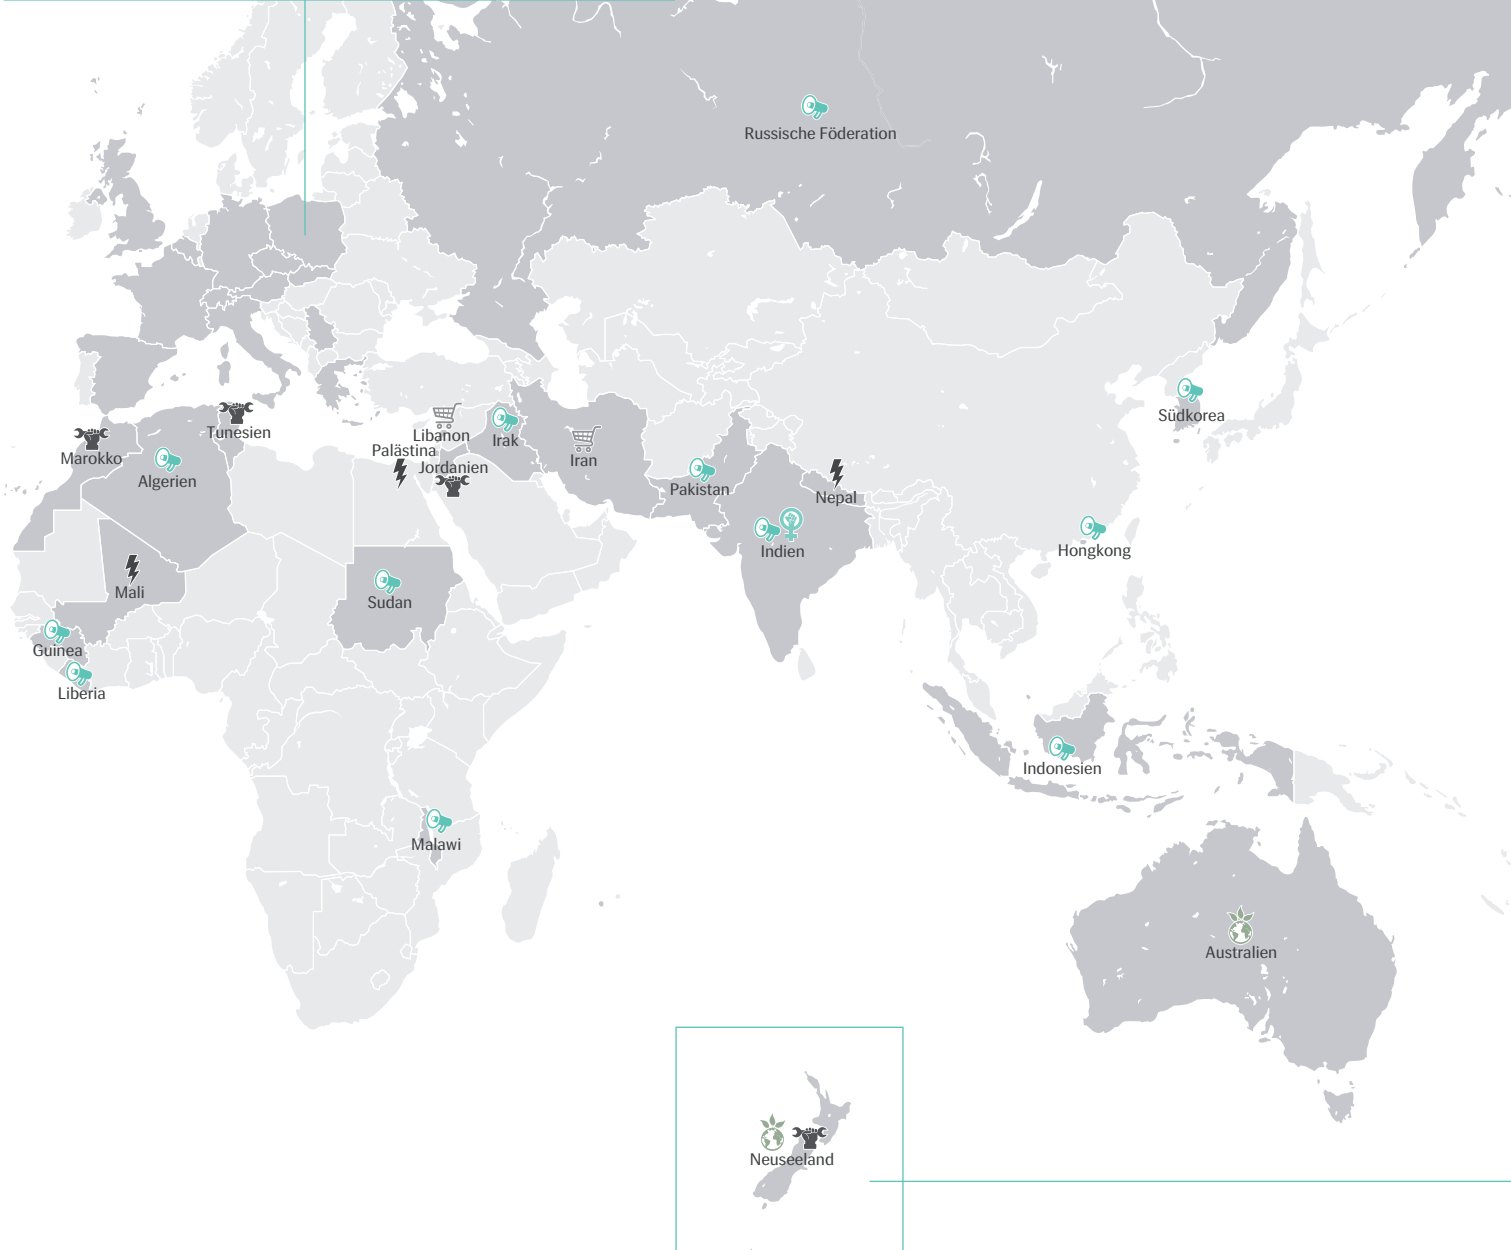 Russische Föderation
Südkorea
Tunesien
Libanon
Irak
Palästina
Marokko
Iran
Jordanien
Algerien
Pakistan
Nepal
Indien
Hongkong
Mali
Sudan
Guinea
Liberia
Indonesien
Malawi
Australien
Neuseeland